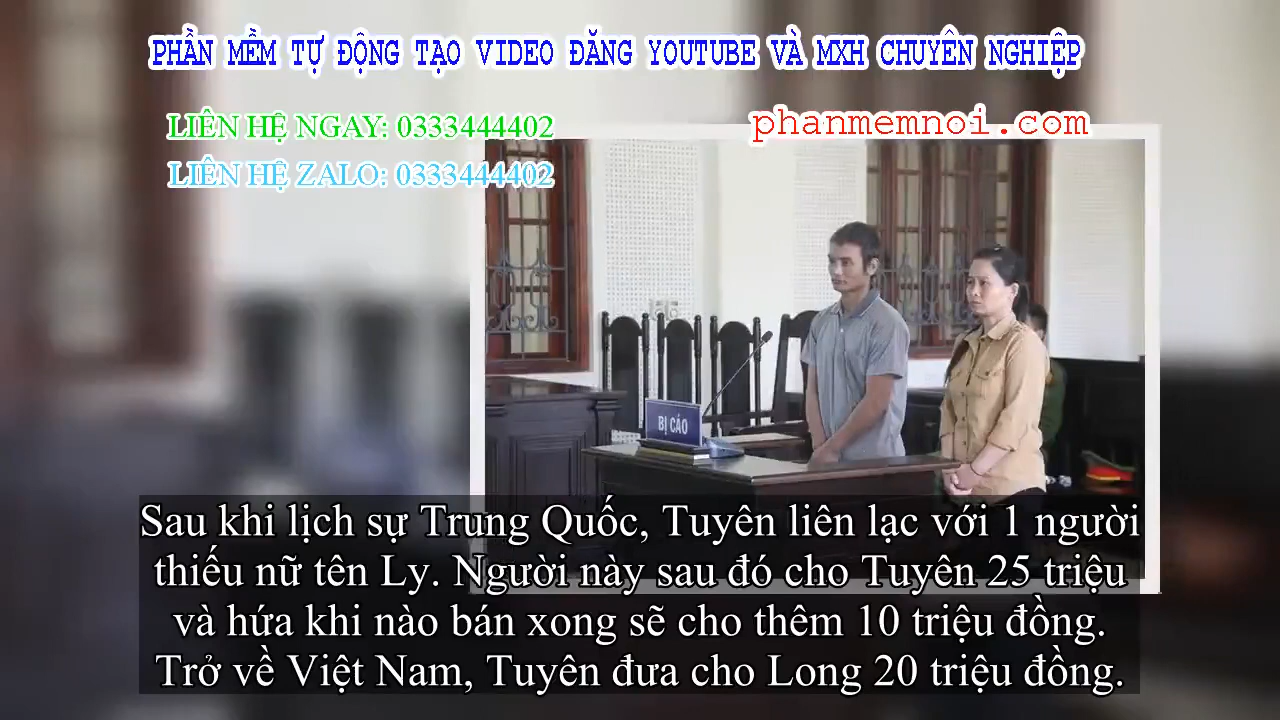 PHẦN MỀM TỰ ĐỘNG TẠO VIDEO ĐĂNG YOUTUBE VÀ MXH CHUYÊN NGHIỆP
LIÊN HỆ NGAY: 0333444402
phanmemnoi.com
LIÊN HỆ ZALO: 0333444402
BỊ CÁO
Sau khi lịch sự Trung Quốc, Tuyên liên lạc với 1 người
thiếu nữ tên Ly. Người này sau đó cho Tuyên 25 triệu
và hứa khi nào bán xong sẽ cho thêm 10 triệu đồng.
Trở về Việt Nam, Tuyên đưa cho Long 20 triệu đồng.